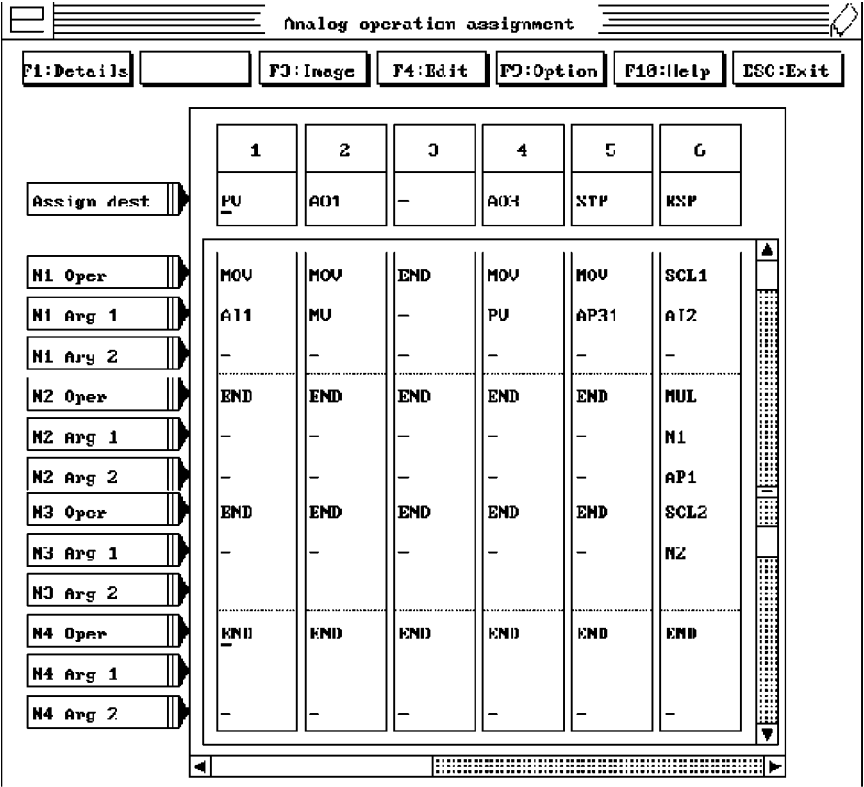 Analog operation assignment
F1:Details F3:Image F4:Edit F9:Option F10:Help ESC:Exit
1 2 3 4 5 6
Assign dest PV AO1 – AO3 STP RSP
N1 Oper MOV MOV END MOV MOV SCL1
N1 Arg 1 AI1 MV – PV AP31 AI2
N1 Arg 2 – – – – – –
N2 Oper END END END END END MUL
N2 Arg 1 – – – – – N1
N2 Arg 2 – – – – – AP1
N3 Oper END END END END END SCL2
N3 Arg 1 – – – – – N2
N3 Arg 2
N4 Oper END END END END END END
N4 Arg 1
N4 Arg 2 – – – – – –